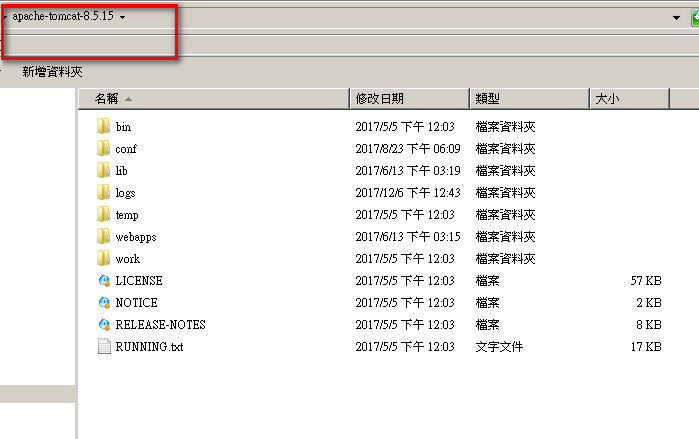 apache-tomcat-8.5.15
新增資料夾
名稱 修改日期 類型 大小
bin 2017/5/5 下午 12:03 檔案資料夾
conf 2017/8/23 下午 06:09 檔案資料夾
lib 2017/6/13 下午 03:19 檔案資料夾
logs 2017/12/6 下午 12:43 檔案資料夾
temp 2017/5/5 下午 12:03 檔案資料夾
webapps 2017/6/13 下午 03:15 檔案資料夾
work 2017/5/5 下午 12:03 檔案資料夾
LICENSE 2017/5/5 下午 12:03 檔案 57 KB
NOTICE 2017/5/5 下午 12:03 檔案 2 KB
RELEASE-NOTES 2017/5/5 下午 12:03 檔案 8 KB
RUNNING.txt 2017/5/5 下午 12:03 文字文件 17 KB